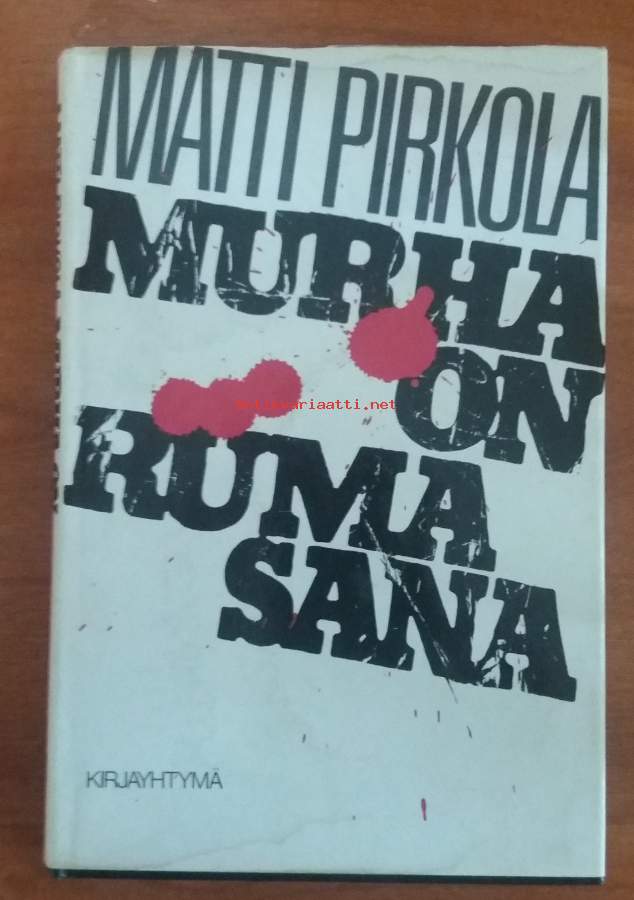 MATTI PIRKOLA
MURHA
ON
RUMA
SANA
KIRJAYHTYMÄ